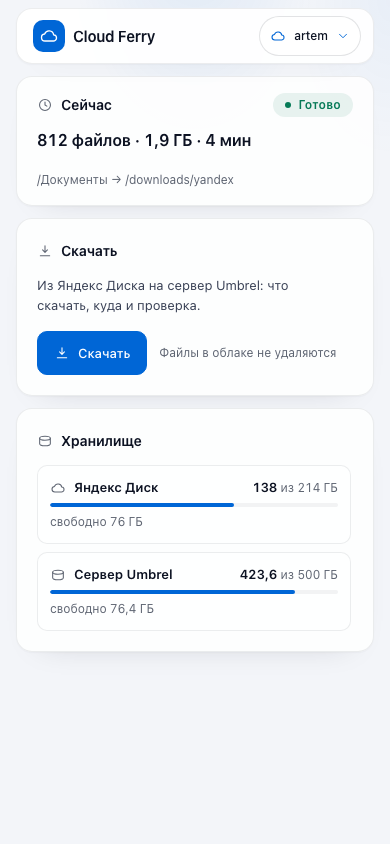 Cloud Ferry
artem
Сейчас
Готово
812 файлов · 1,9 ГБ · 4 мин
/Документы → /downloads/yandex
Скачать
Из Яндекс Диска на сервер Umbrel: что
скачать, куда и проверка.
Скачать
Файлы в облаке не удаляются
Хранилище
Яндекс Диск
138 из 214 ГБ
свободно 76 ГБ
Сервер Umbrel
423,6 из 500 ГБ
свободно 76,4 ГБ